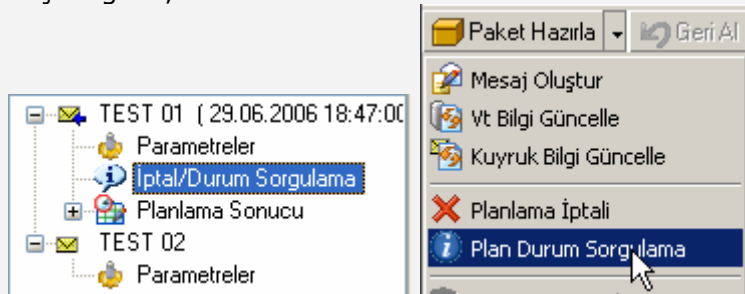 Paket Hazırla
Geri Al
Mesaj Oluştur
Vt Bilgi Güncelle
Kuyruk Bilgi Güncelle
Planlama İptali
Plan Durum Sorgulama
TEST 01 ( 29.06.2006 18:47:00
Parametreler
İptal/Durum Sorgulama
Planlama Sonucu
TEST 02
Parametreler